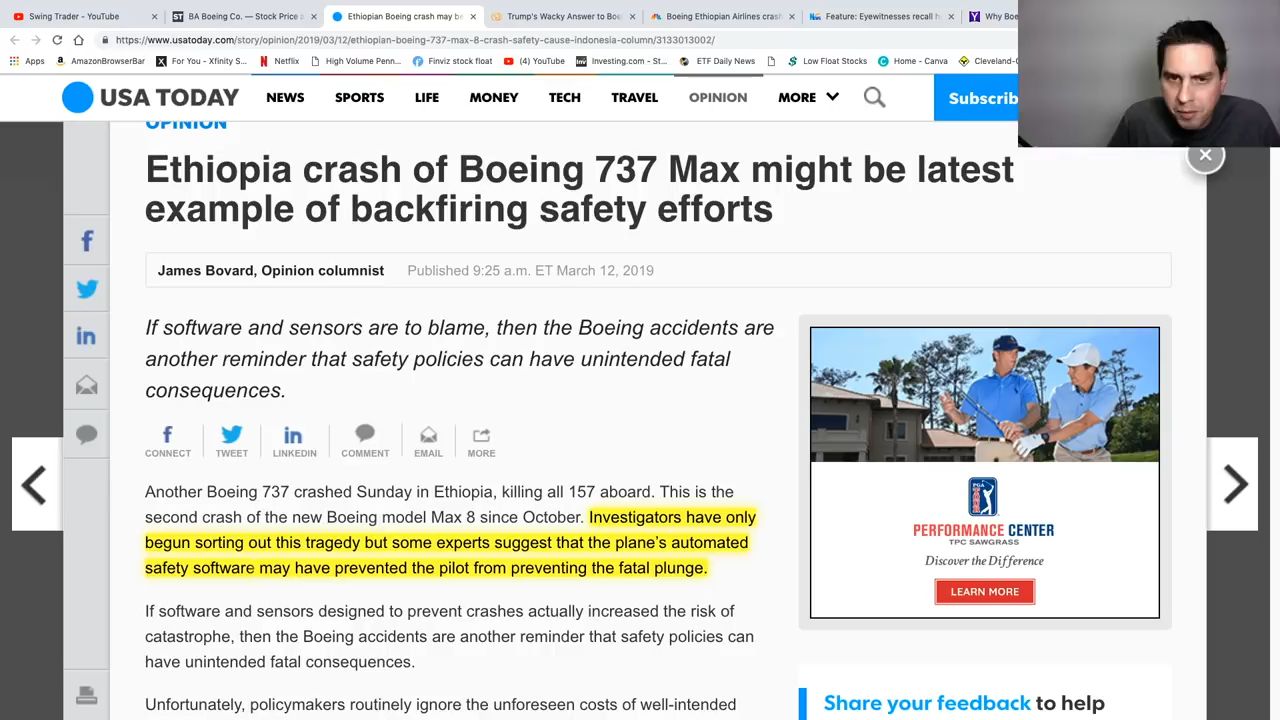 Swing Trader - YouTube
BA Boeing Co. — Stock Price a
Ethiopian Boeing crash may be
Trump's Wacky Answer to Boe
Boeing Ethiopian Airlines crash
Feature: Eyewitnesses recall h
Why Boe
https://www.usatoday.com/story/opinion/2019/03/12/ethiopian-boeing-737-max-8-crash-safety-cause-indonesia-column/3133013002/
Apps
AmazonBrowserBar
For You - Xfinity S...
Netflix
High Volume Penn...
Finviz stock float
(4) YouTube
Investing.com - St...
ETF Daily News
Low Float Stocks
Home - Canva
Cleveland-C
USA TODAY
NEWS
SPORTS
LIFE
MONEY
TECH
TRAVEL
OPINION
MORE
Subscrib
OPINION
Ethiopia crash of Boeing 737 Max might be latest
example of backfiring safety efforts
James Bovard, Opinion columnist
Published 9:25 a.m. ET March 12, 2019
If software and sensors are to blame, then the Boeing accidents are
another reminder that safety policies can have unintended fatal
consequences.
CONNECT
TWEET
LINKEDIN
COMMENT
EMAIL
MORE
Another Boeing 737 crashed Sunday in Ethiopia, killing all 157 aboard. This is the
second crash of the new Boeing model Max 8 since October. Investigators have only
begun sorting out this tragedy but some experts suggest that the plane's automated
safety software may have prevented the pilot from preventing the fatal plunge.
If software and sensors designed to prevent crashes actually increased the risk of
catastrophe, then the Boeing accidents are another reminder that safety policies can
have unintended fatal consequences.
Unfortunately, policymakers routinely ignore the unforeseen costs of well-intended
PGA TOUR
PERFORMANCE CENTER
TPC SAWGRASS
Discover the Difference
LEARN MORE
Share your feedback to help